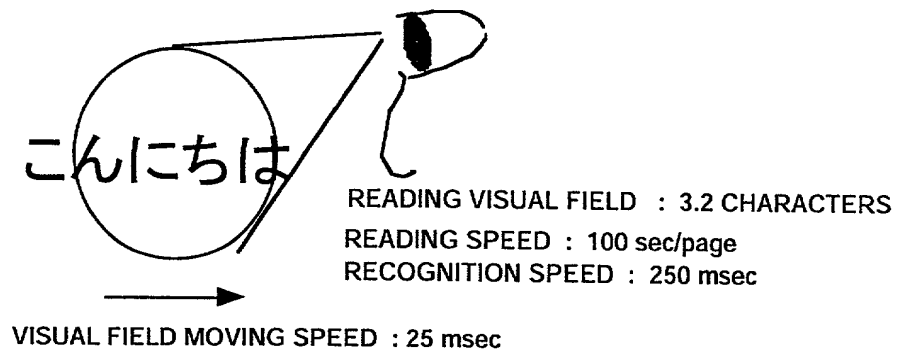 こんにちは
READING VISUAL FIELD : 3.2 CHARACTERS
READING SPEED : 100 sec/page
RECOGNITION SPEED : 250 msec
VISUAL FIELD MOVING SPEED : 25 msec